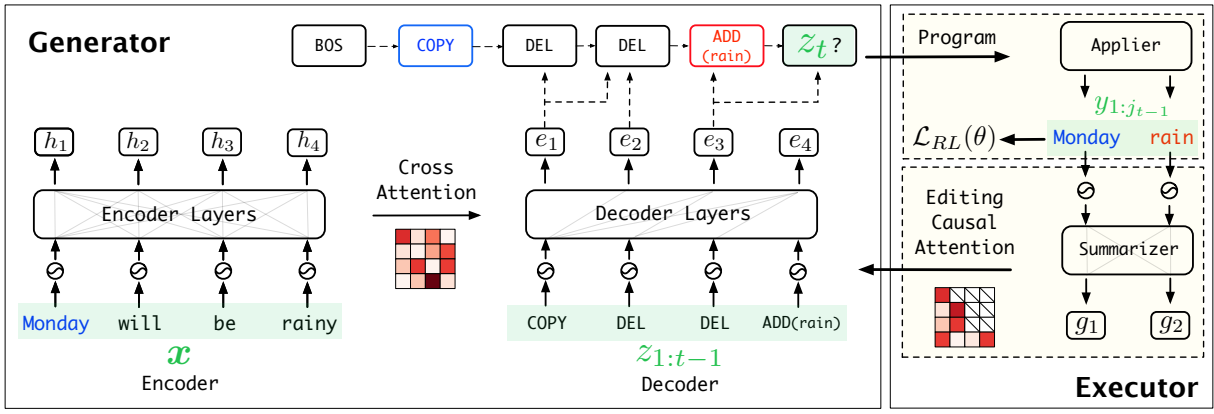 Generator
BOS
COPY
DEL
DEL
ADD
(rain)
z_t?
h_1
h_2
h_3
h_4
Encoder Layers
Monday
will
be
rainy
x
Encoder
Cross
Attention
e_1
e_2
e_3
e_4
Decoder Layers
COPY
DEL
DEL
ADD(rain)
z_{1:t-1}
Decoder
Program
Applier
y_{1:j_{t-1}}
Monday
rain
\mathcal{L}_{RL}(θ)
Editing
Causal
Attention
Summarizer
g_1
g_2
Executor